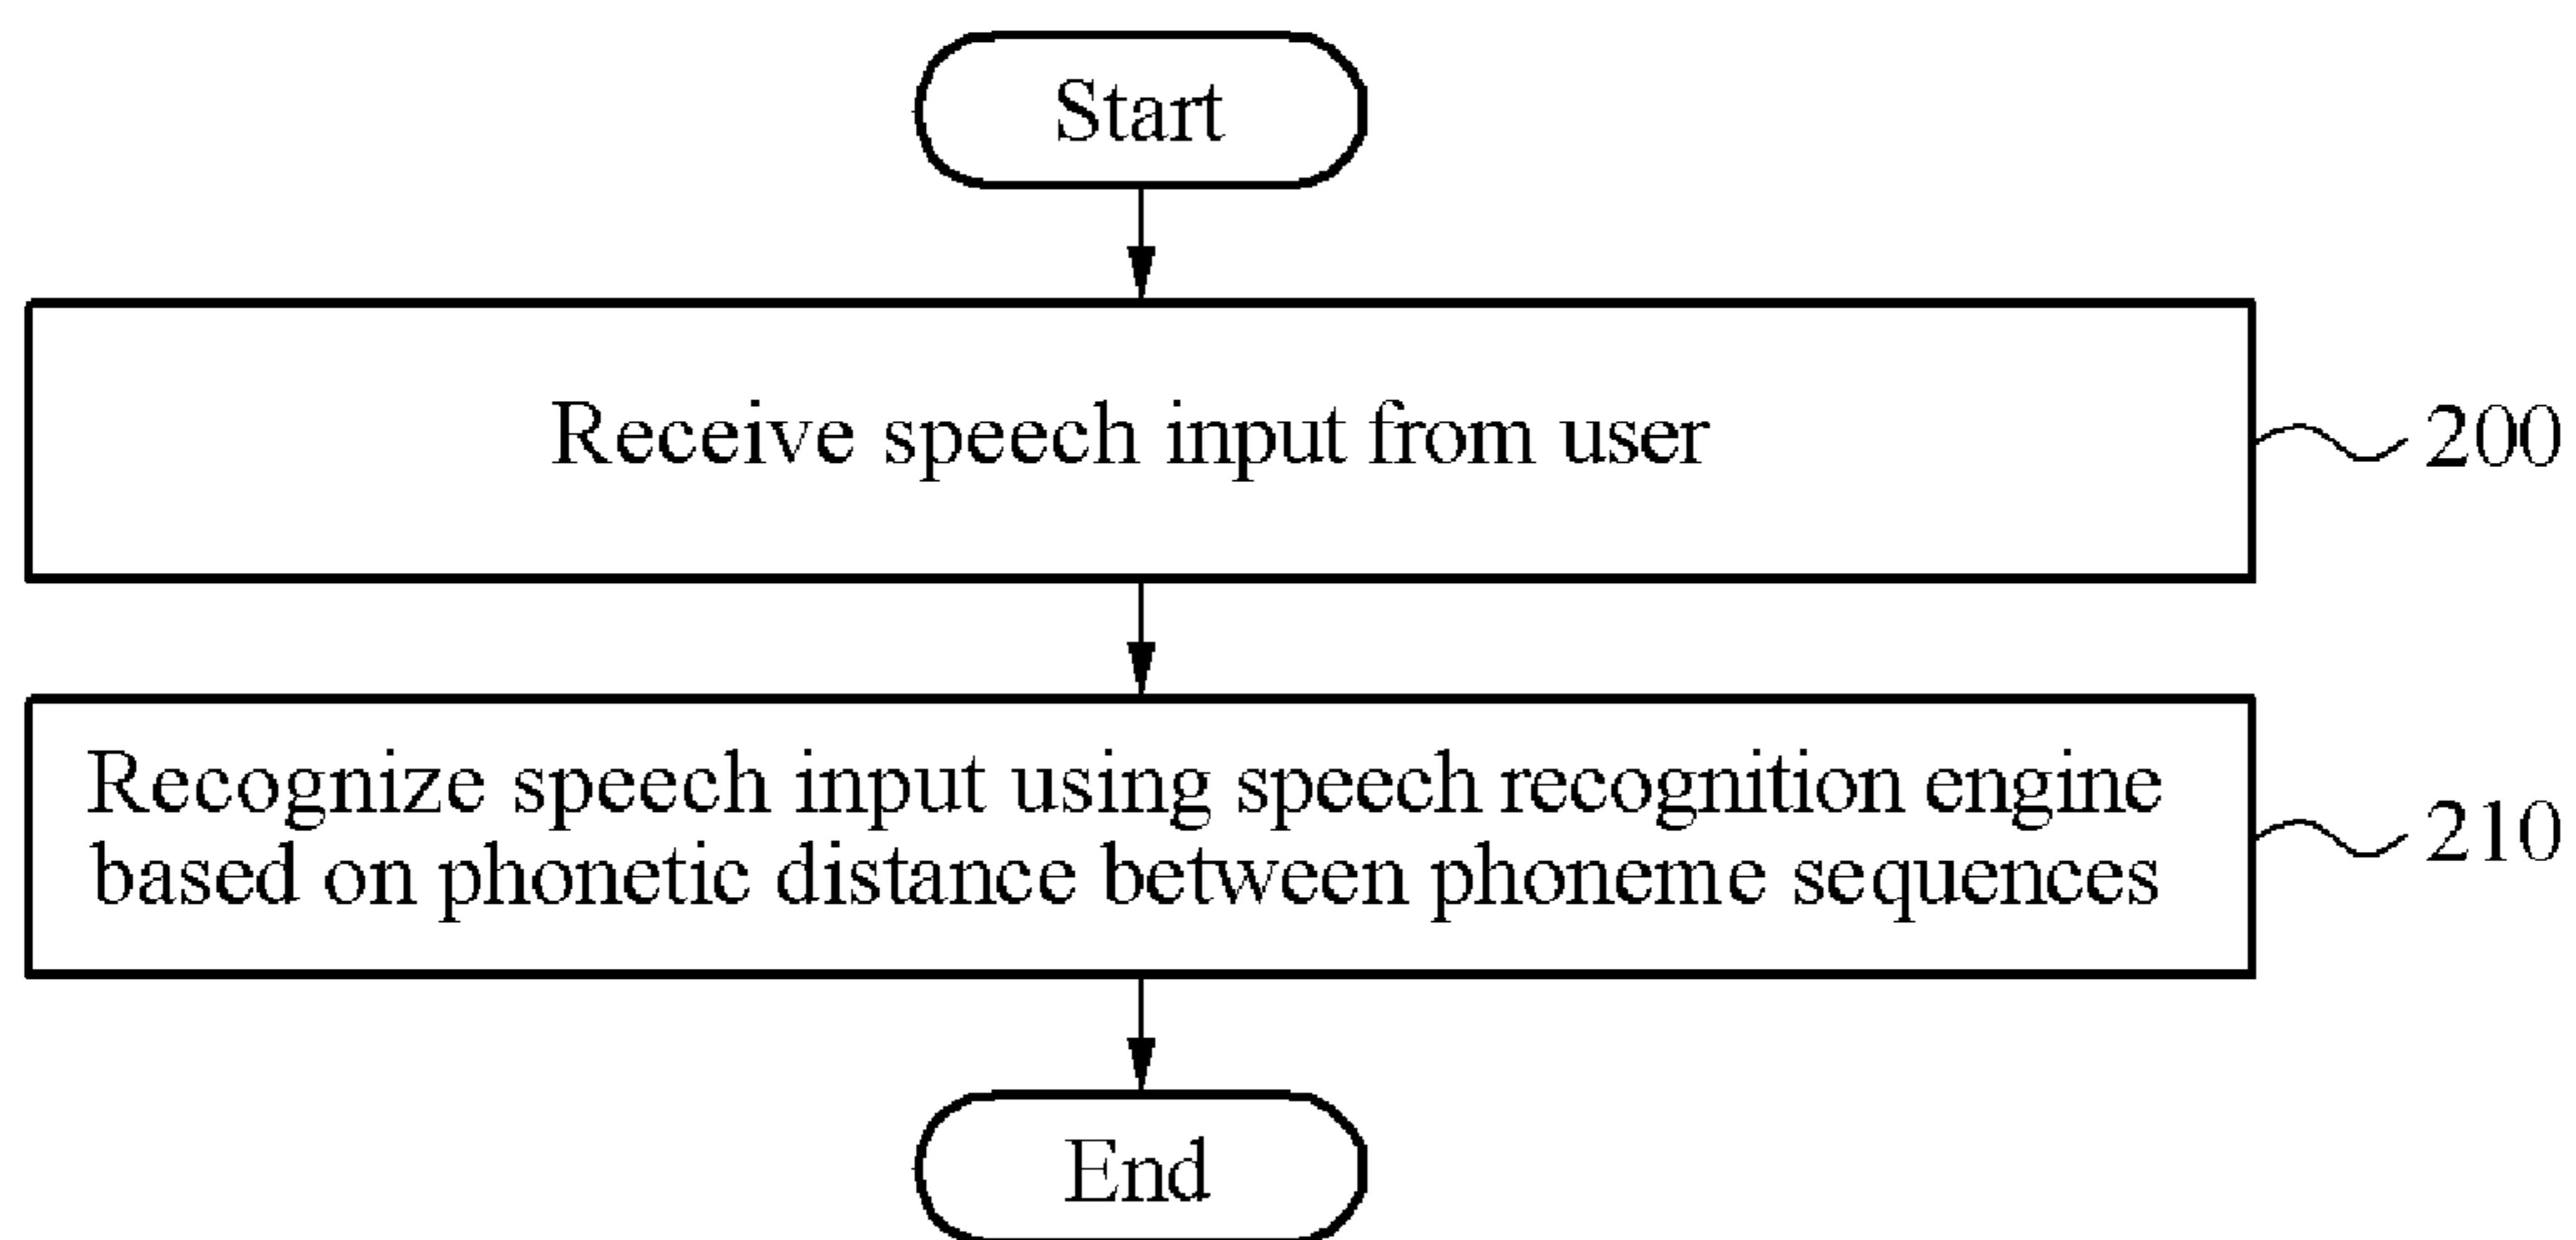 Start
Receive speech input from user
200
Recognize speech input using speech recognition engine
based on phonetic distance between phoneme sequences
210
End